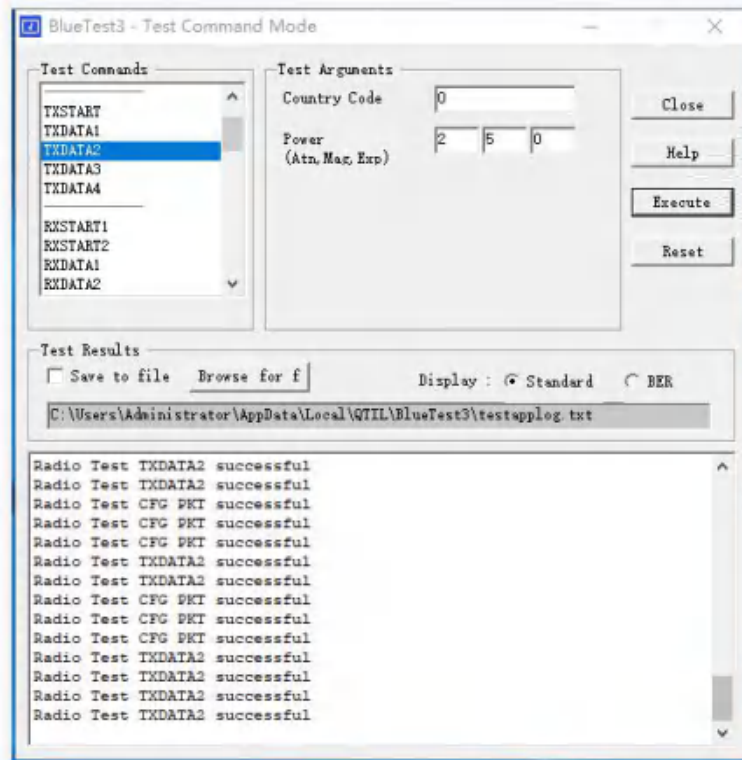 BlueTest3 - Test Command Mode
Test Commands
TXSTART
TXDATA1
TXDATA2
TXDATA3
TXDATA4
RXSTART1
RXSTART2
RXDATA1
RXDATA2
Test Arguments
Country Code 0
Power 2 5 0
(Atn, Mag, Exp)
Close
Help
Execute
Reset
Test Results
Save to file Browse for f Display : Standard BER
C:\Users\Administrator\AppData\Local\QTIL\BlueTest3\testapplog.txt
Radio Test TXDATA2 successful
Radio Test TXDATA2 successful
Radio Test CFG PKT successful
Radio Test CFG PKT successful
Radio Test CFG PKT successful
Radio Test TXDATA2 successful
Radio Test TXDATA2 successful
Radio Test CFG PKT successful
Radio Test CFG PKT successful
Radio Test CFG PKT successful
Radio Test TXDATA2 successful
Radio Test TXDATA2 successful
Radio Test TXDATA2 successful
Radio Test TXDATA2 successful